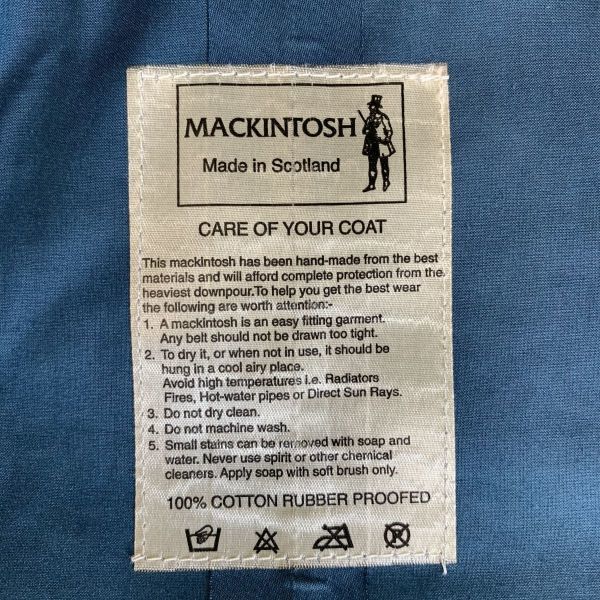 MACKINTOSH
Made in Scotland
CARE OF YOUR COAT
This mackintosh has been hand-made from the best
materials and will afford complete protection from the
heaviest downpour.To help you get the best wear
the following are worth attention:-
1. A mackintosh is an easy fitting garment.
Any belt should not be drawn too tight.
2. To dry it, or when not in use, it should be
hung in a cool airy place.
Avoid high temperatures i.e. Radiators
Fires, Hot-water pipes or Direct Sun Rays.
3. Do not dry clean.
4. Do not machine wash.
5. Small stains can be removed with soap and
water. Never use spirit or other chemical
cleaners. Apply soap with soft brush only.
100% COTTON RUBBER PROOFED